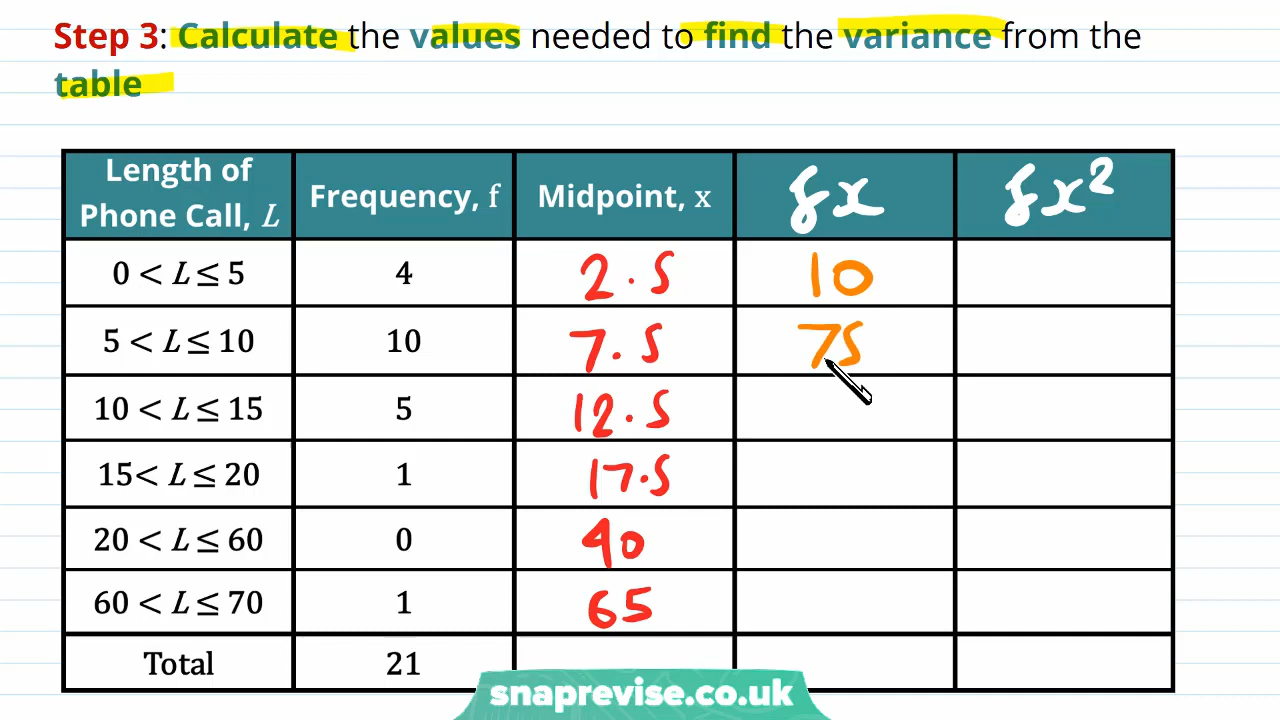 Step 3: Calculate the values needed to find the variance from the
table
Length of Phone Call, L | Frequency, f | Midpoint, x | fx | fx²
0 < L ≤ 5 | 4 | 2.5 | 10
5 < L ≤ 10 | 10 | 7.5 | 75
10 < L ≤ 15 | 5 | 12.5
15< L ≤ 20 | 1 | 17.5
20 < L ≤ 60 | 0 | 40
60 < L ≤ 70 | 1 | 65
Total | 21
snaprevise.co.uk